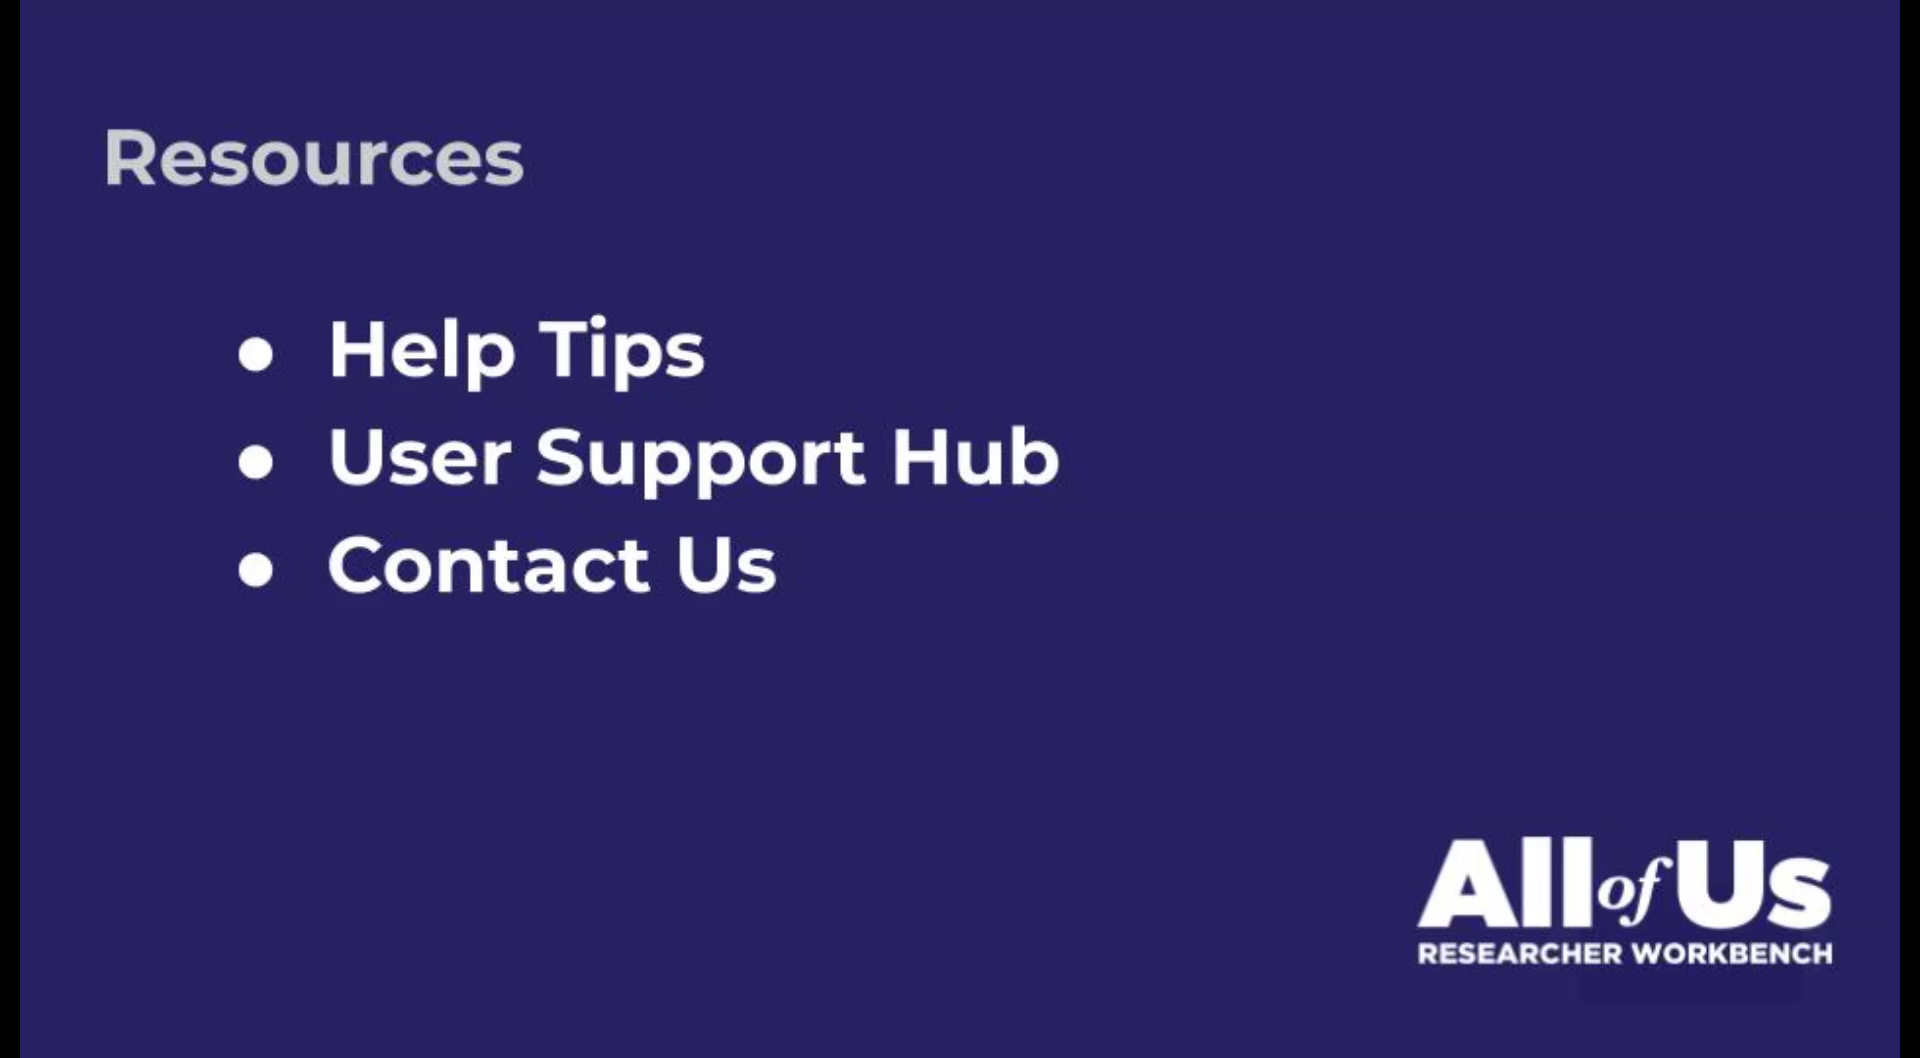 Resources
● Help Tips
● User Support Hub
● Contact Us
All of Us
RESEARCHER WORKBENCH